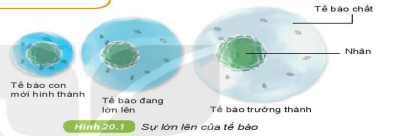 Tế bào chất
Nhân
Tế bào con
mới hình thành
Tế bào đang
lớn lên
Tế bào trưởng thành
Hình 20.1 Sự lớn lên của tế bào